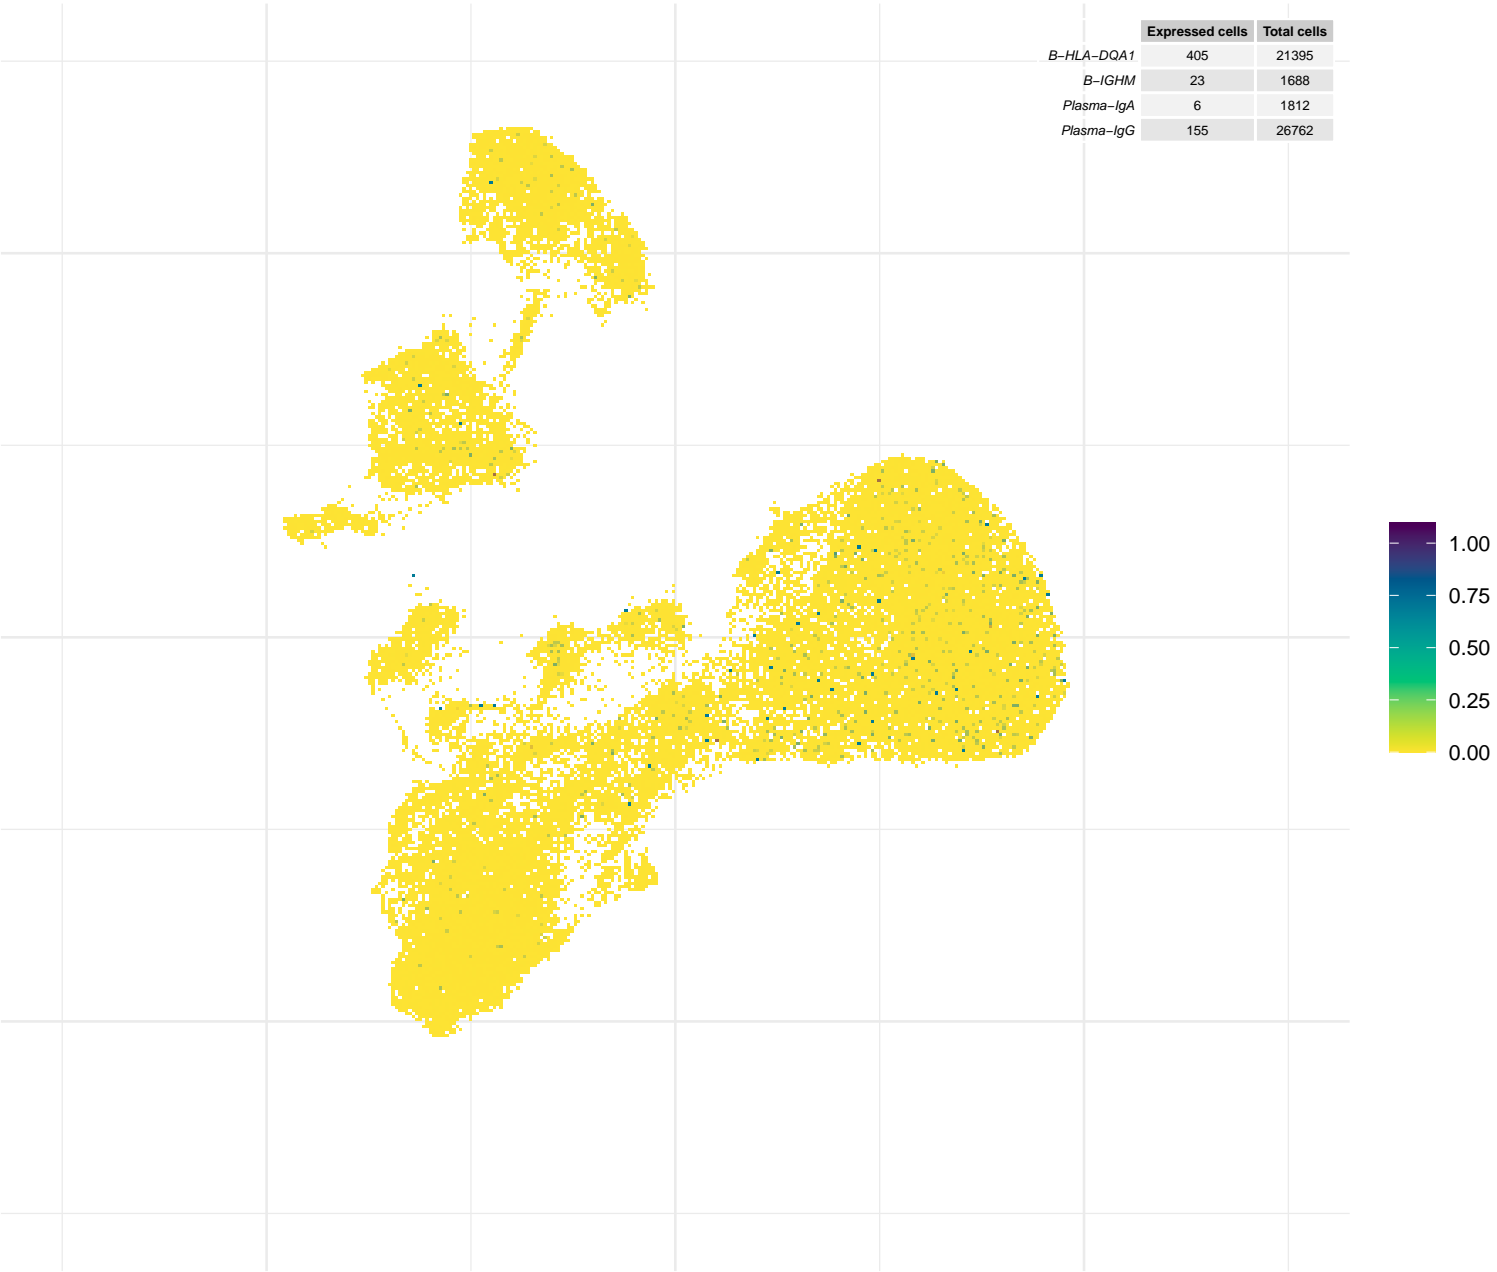 Expressed cells Total cells
B−HLA−DQA1 405 21395
B−IGHM 23 1688
Plasma−IgA 6 1812
Plasma−IgG 155 26762
1.00
0.75
0.50
0.25
0.00